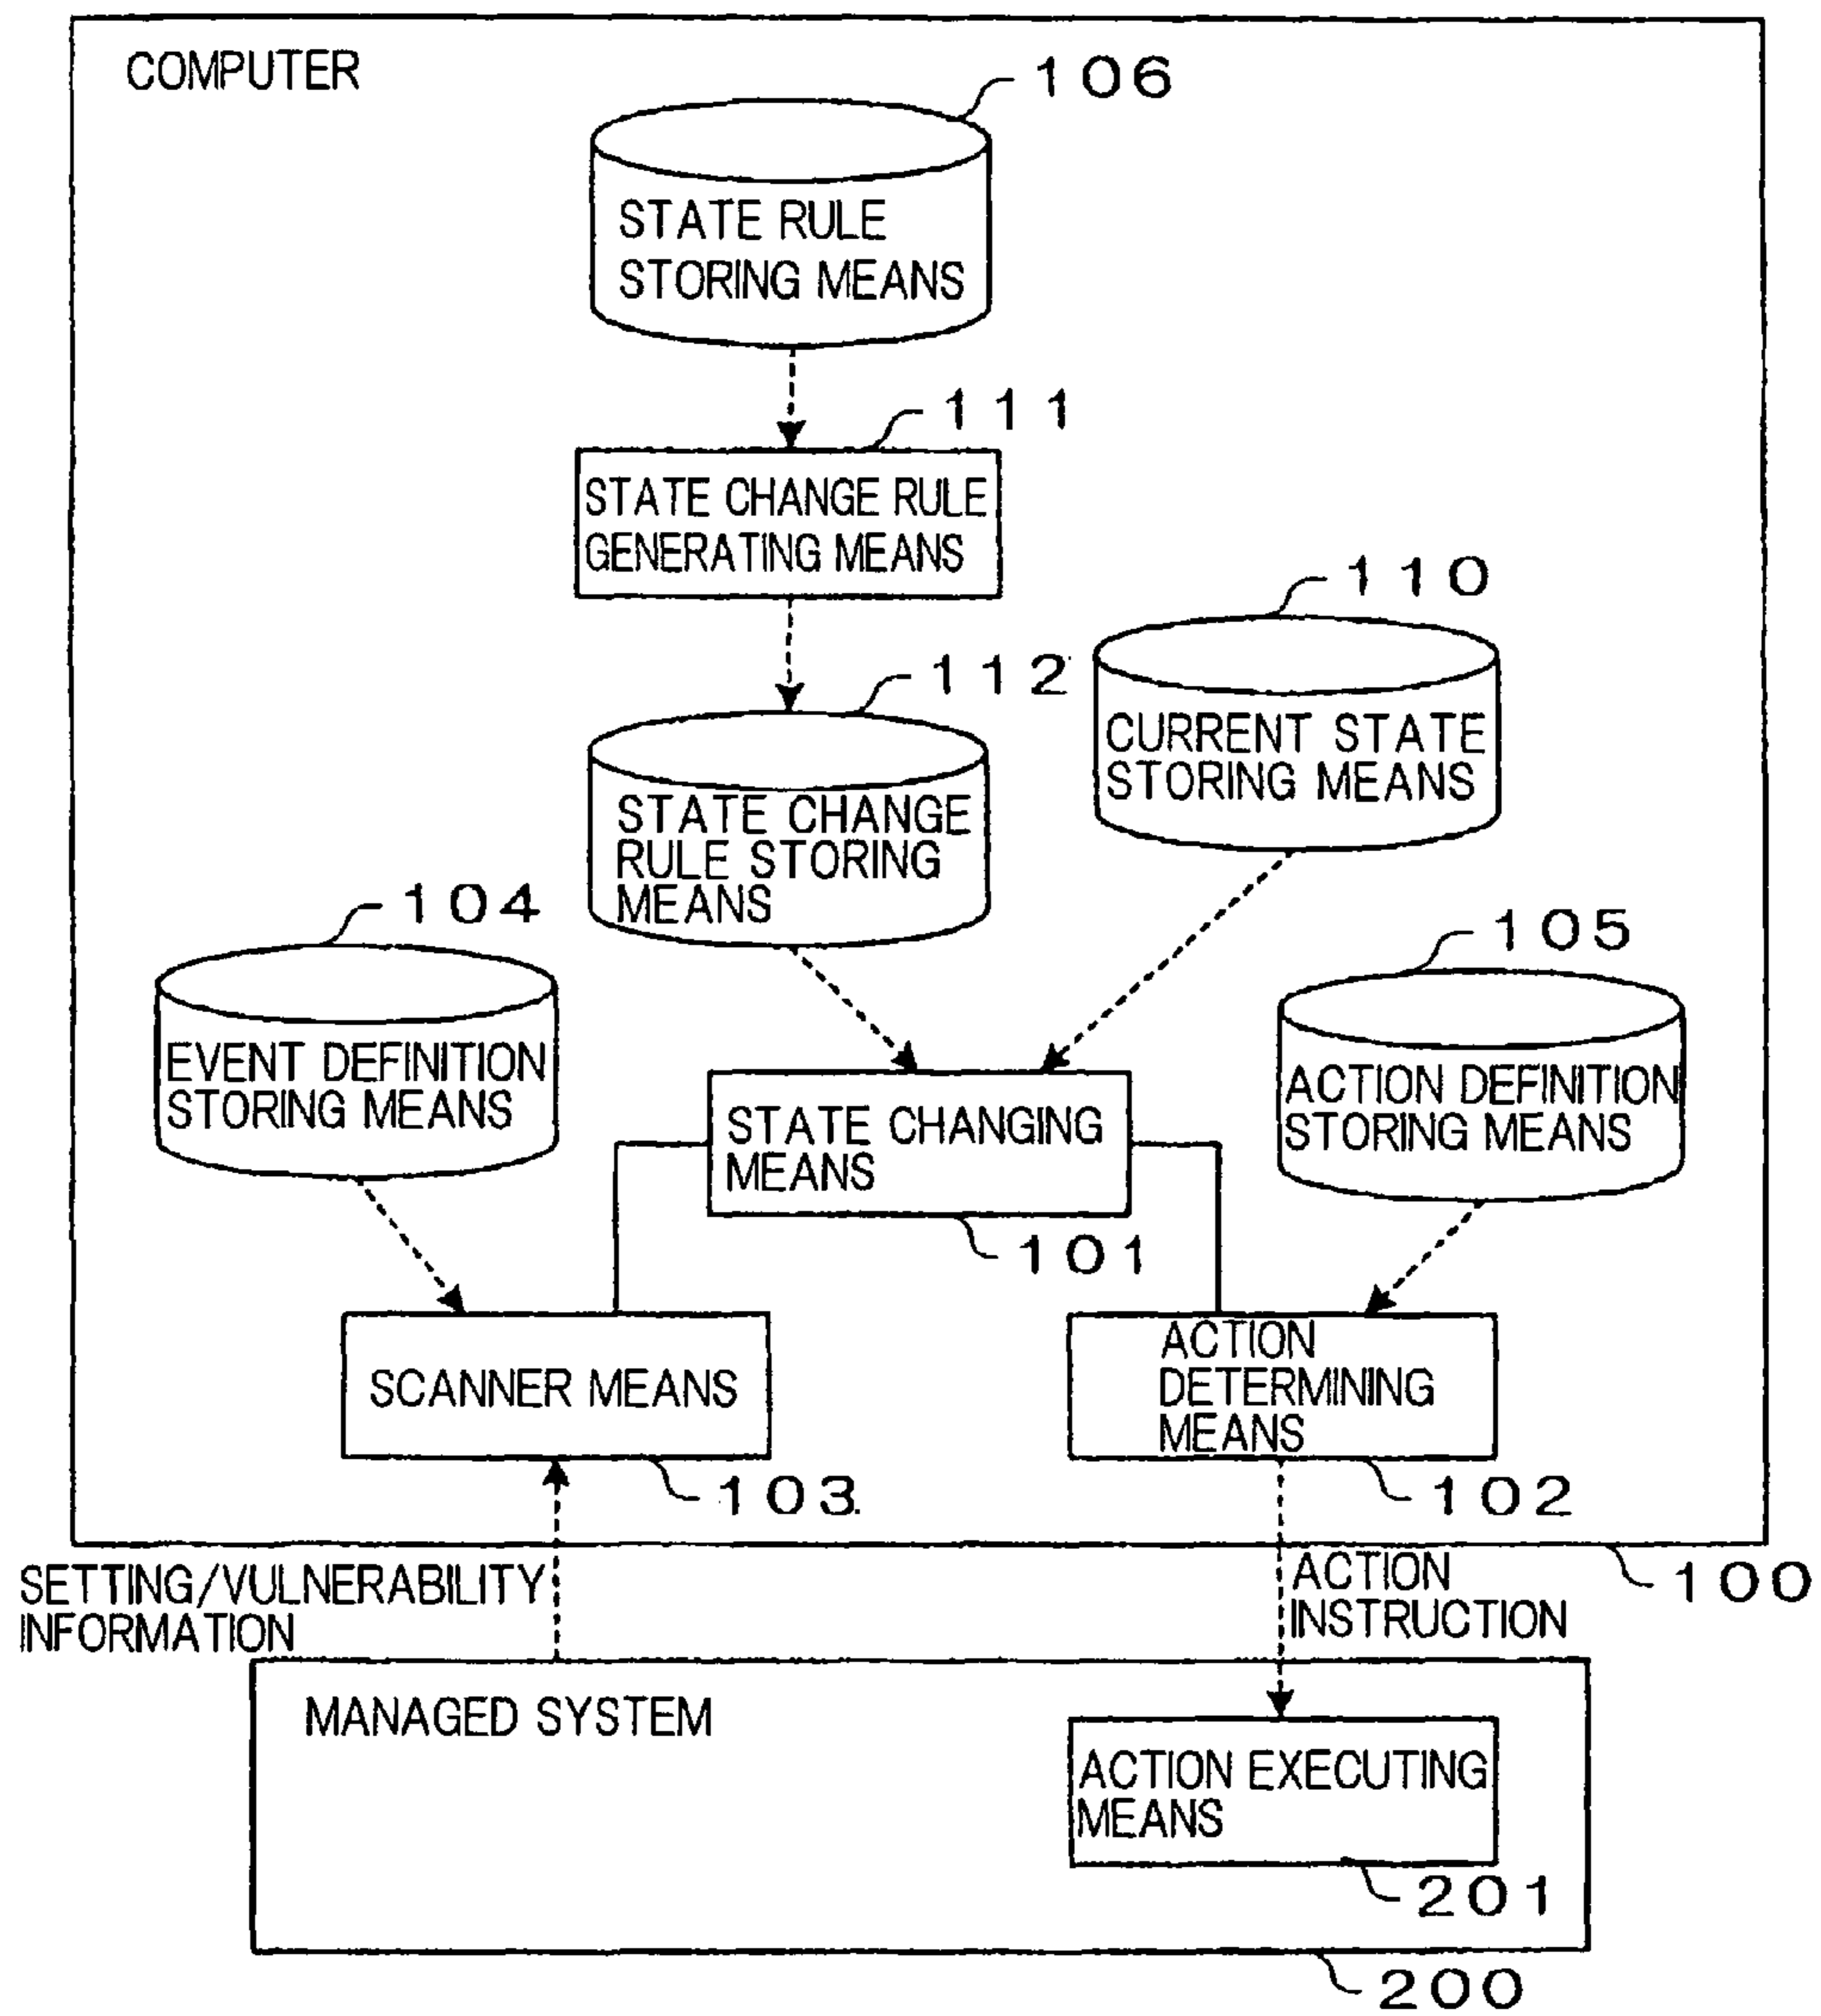 COMPUTER
106
STATE RULE
STORING MEANS
111
STATE CHANGE RULE
GENERATING MEANS
110
112
CURRENT STATE
STORING MEANS
STATE CHANGE
RULE STORING
MEANS
104
105
EVENT DEFINITION
STORING MEANS
ACTION DEFINITION
STORING MEANS
STATE CHANGING
MEANS
101
SCANNER MEANS
ACTION
DETERMINING
MEANS
103
102
SETTING/VULNERABILITY
INFORMATION
ACTION
INSTRUCTION
100
MANAGED SYSTEM
ACTION EXECUTING
MEANS
201
200